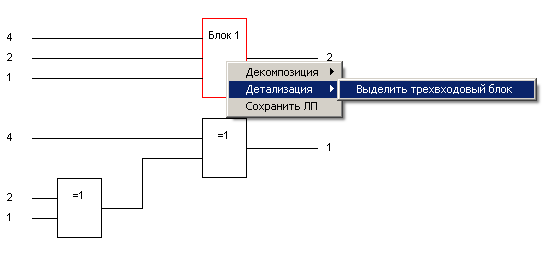 4
Блок 1
2
2
1
Декомпозиция
Детализация
Выделить трехвходовый блок
Сохранить ЛП
4
=1
1
2
=1
1